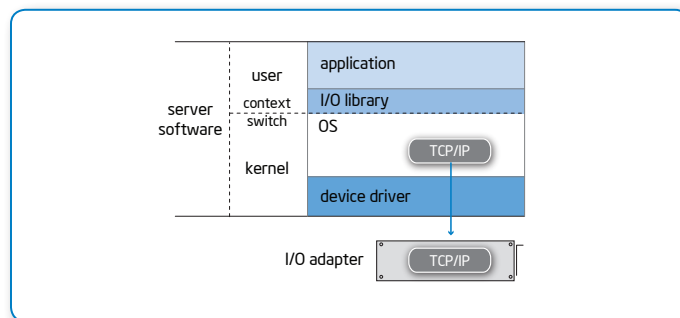 user
application
server
software
context
switch
I/O library
OS
TCP/IP
kernel
device driver
I/O adapter
TCP/IP